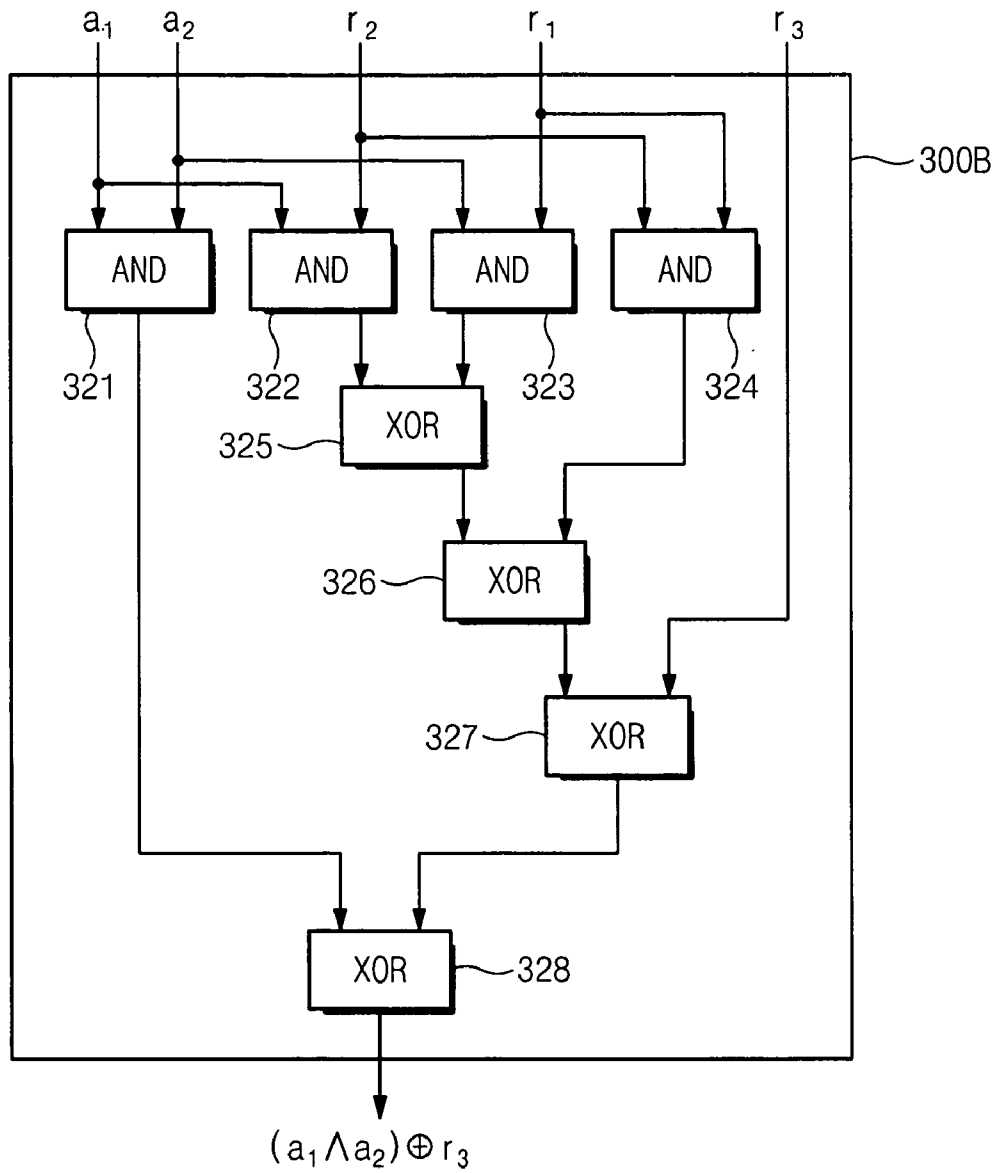 a₁ a₂ r₂ r₁ r₃
300B
AND AND AND AND
321 322 323 324
XOR
325
XOR
326
XOR
327
XOR
328
(a₁∧a₂)⊕r₃